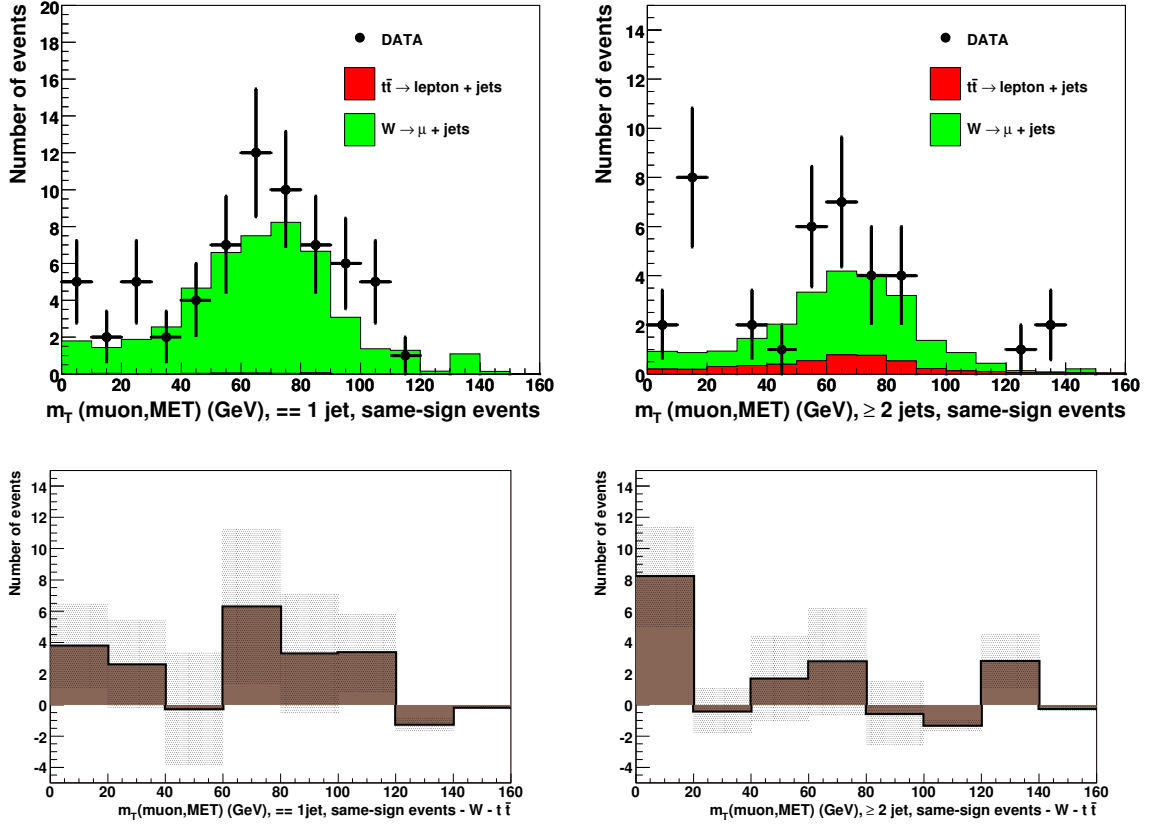 Number of events
20
18
16
14
12
10
8
6
4
2
0
DATA
tt̄ → lepton + jets
W → μ + jets
0 20 40 60 80 100 120 140 160
m_T (muon,MET) (GeV), == 1 jet, same-sign events
Number of events
14
12
10
8
6
4
2
0
DATA
tt̄ → lepton + jets
W → μ + jets
0 20 40 60 80 100 120 140 160
m_T (muon,MET) (GeV), ≥ 2 jets, same-sign events
Number of events
14
12
10
8
6
4
2
0
-2
-4
0 20 40 60 80 100 120 140 160
m_T(muon,MET) (GeV), == 1jet, same-sign events - W - t t̄
Number of events
14
12
10
8
6
4
2
0
-2
-4
0 20 40 60 80 100 120 140 160
m_T(muon,MET) (GeV), ≥ 2 jet, same-sign events - W - t t̄